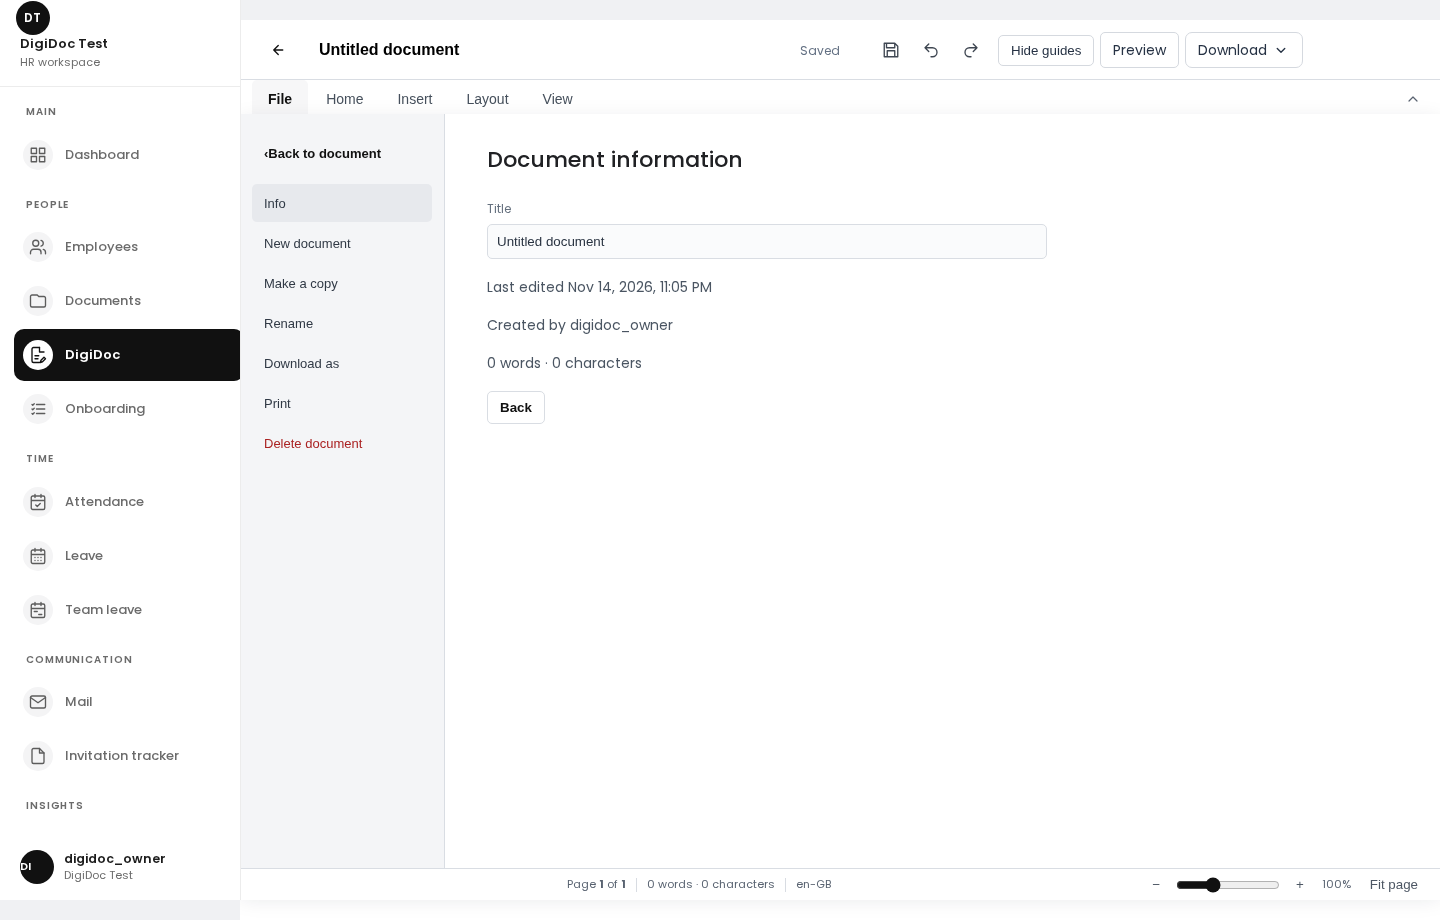 DT
DigiDoc Test
HR workspace
MAIN
Dashboard
PEOPLE
Employees
Documents
DigiDoc
Onboarding
TIME
Attendance
Leave
Team leave
COMMUNICATION
Mail
Invitation tracker
INSIGHTS
DI
digidoc_owner
DigiDoc Test
Untitled document
Saved
Hide guides
Preview
Download
File Home Insert Layout View
‹Back to document
Info
New document
Make a copy
Rename
Download as
Print
Delete document
Document information
Title
Untitled document
Last edited Nov 14, 2026, 11:05 PM
Created by digidoc_owner
0 words · 0 characters
Back
Page 1 of 1
0 words · 0 characters
en-GB
− + 100% Fit page